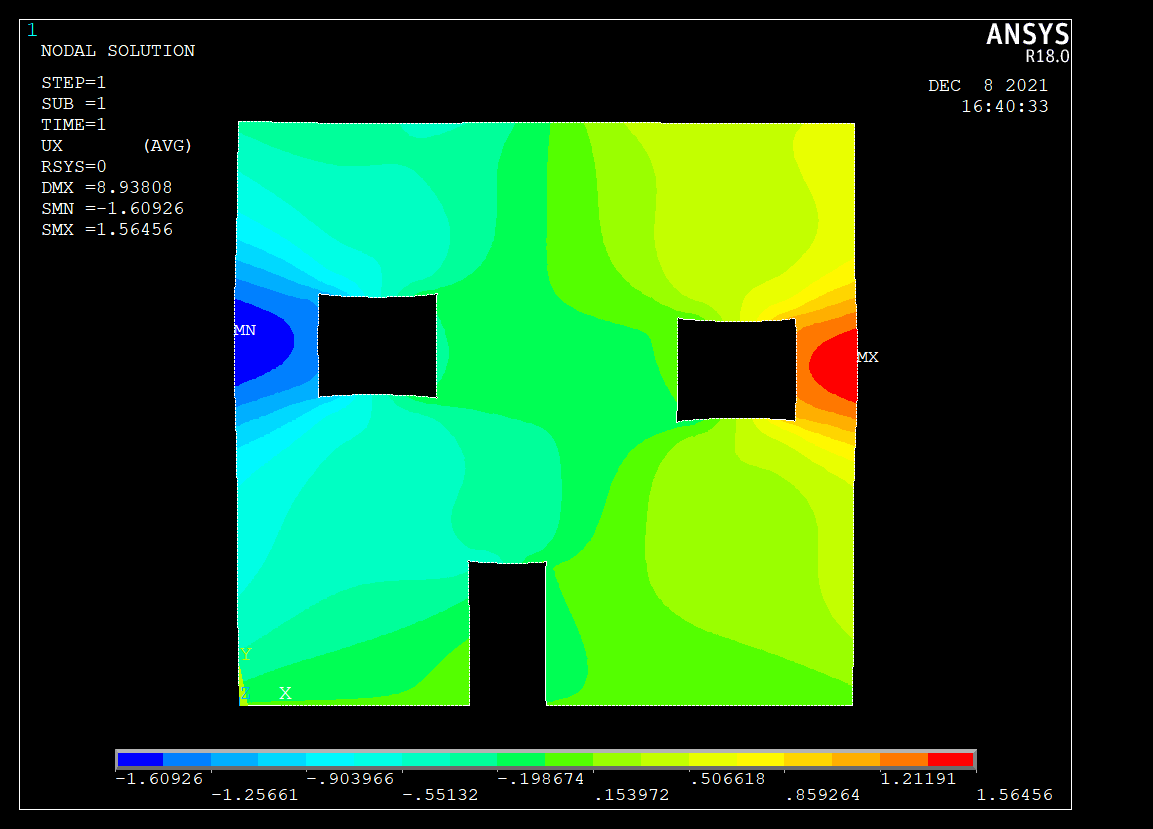 1
ANSYS
R18.0
NODAL SOLUTION
STEP=1
SUB =1
TIME=1
UX (AVG)
RSYS=0
DMX =8.93808
SMN =-1.60926
SMX =1.56456
DEC 8 2021
16:40:33
MN
MX
Y
Z X
-1.60926 -.903966 -.198674 .506618 1.21191
-1.25661 -.55132 .153972 .859264 1.56456